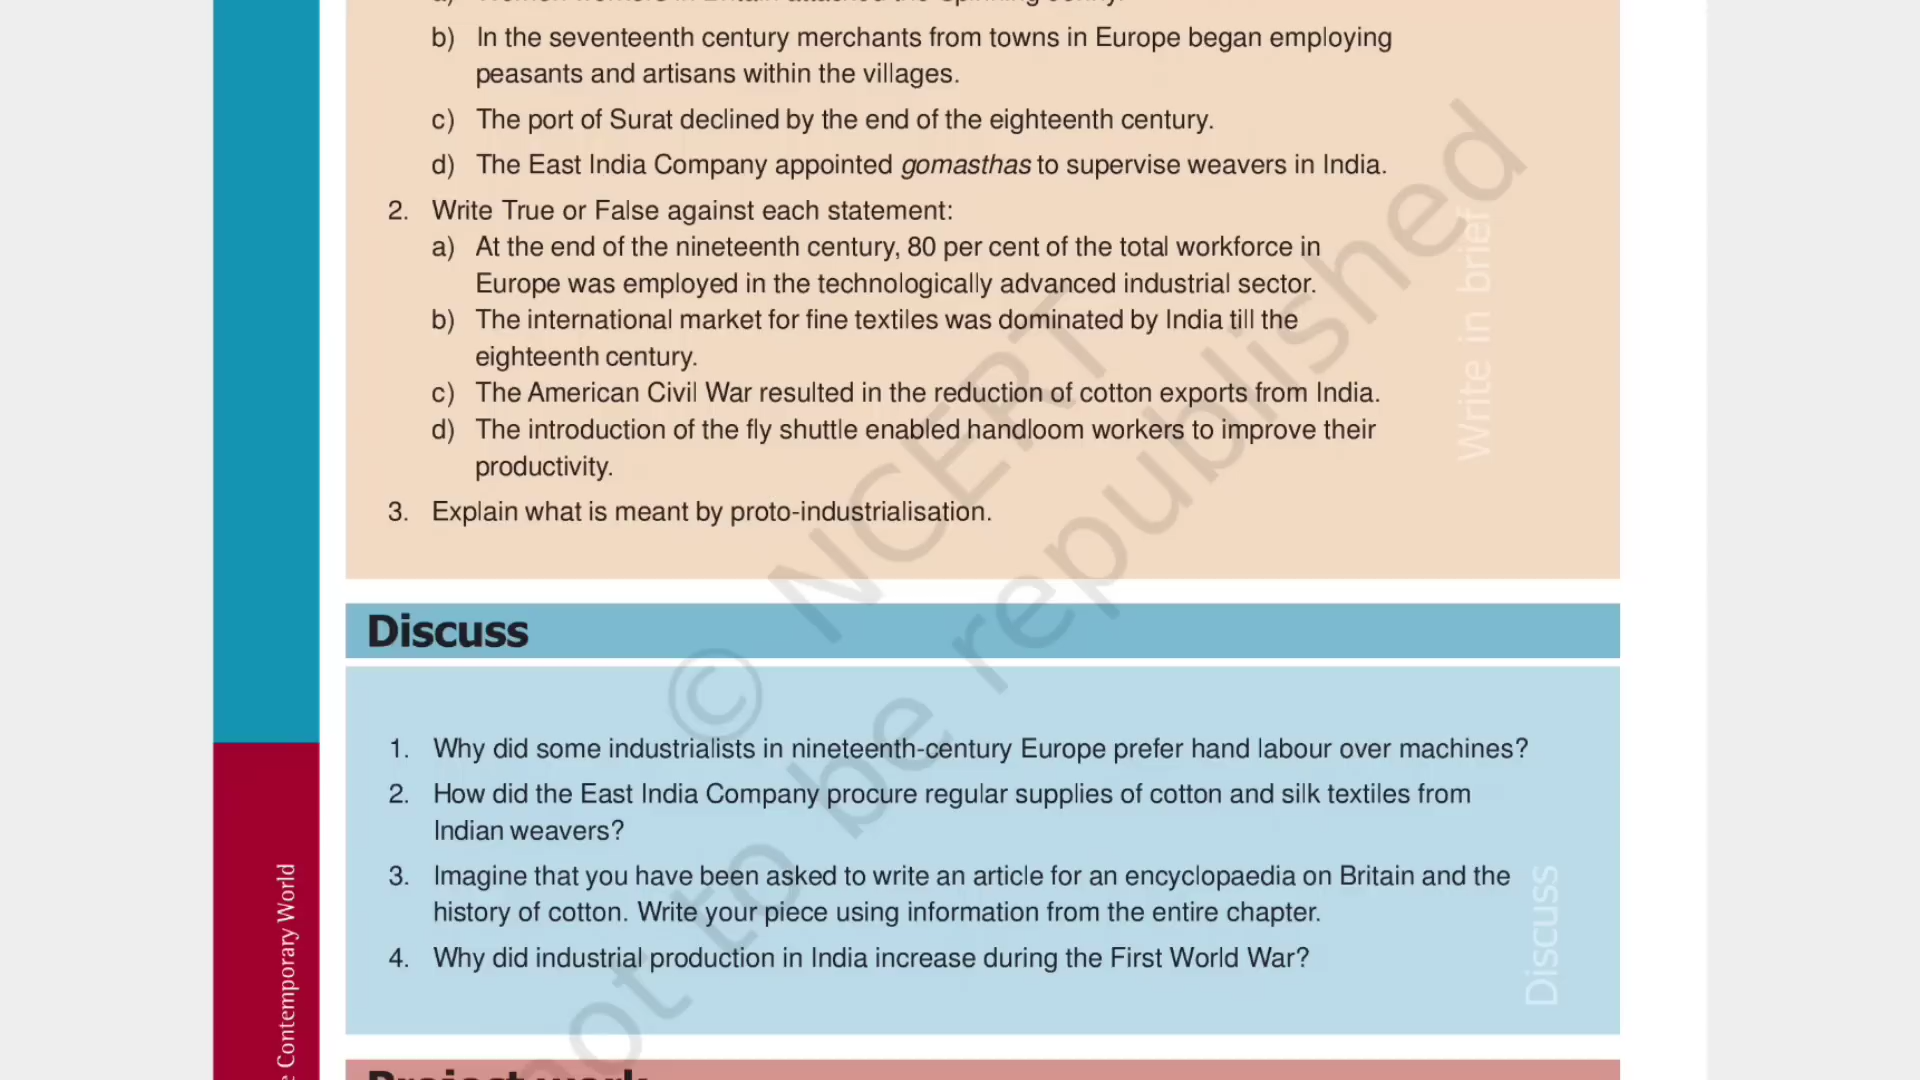 a) Women workers in Britain attacked the Spinning Jenny.
b) In the seventeenth century merchants from towns in Europe began employing
peasants and artisans within the villages.
c) The port of Surat declined by the end of the eighteenth century.
d) The East India Company appointed gomasthas to supervise weavers in India.
2. Write True or False against each statement:
a) At the end of the nineteenth century, 80 per cent of the total workforce in
Europe was employed in the technologically advanced industrial sector.
b) The international market for fine textiles was dominated by India till the
eighteenth century.
c) The American Civil War resulted in the reduction of cotton exports from India.
d) The introduction of the fly shuttle enabled handloom workers to improve their
productivity.
3. Explain what is meant by proto-industrialisation.
Write in brief
Discuss
1. Why did some industrialists in nineteenth-century Europe prefer hand labour over machines?
2. How did the East India Company procure regular supplies of cotton and silk textiles from
Indian weavers?
3. Imagine that you have been asked to write an article for an encyclopaedia on Britain and the
history of cotton. Write your piece using information from the entire chapter.
4. Why did industrial production in India increase during the First World War?
Discuss
Project work
e Contemporary World
© NCERT
not to be republished